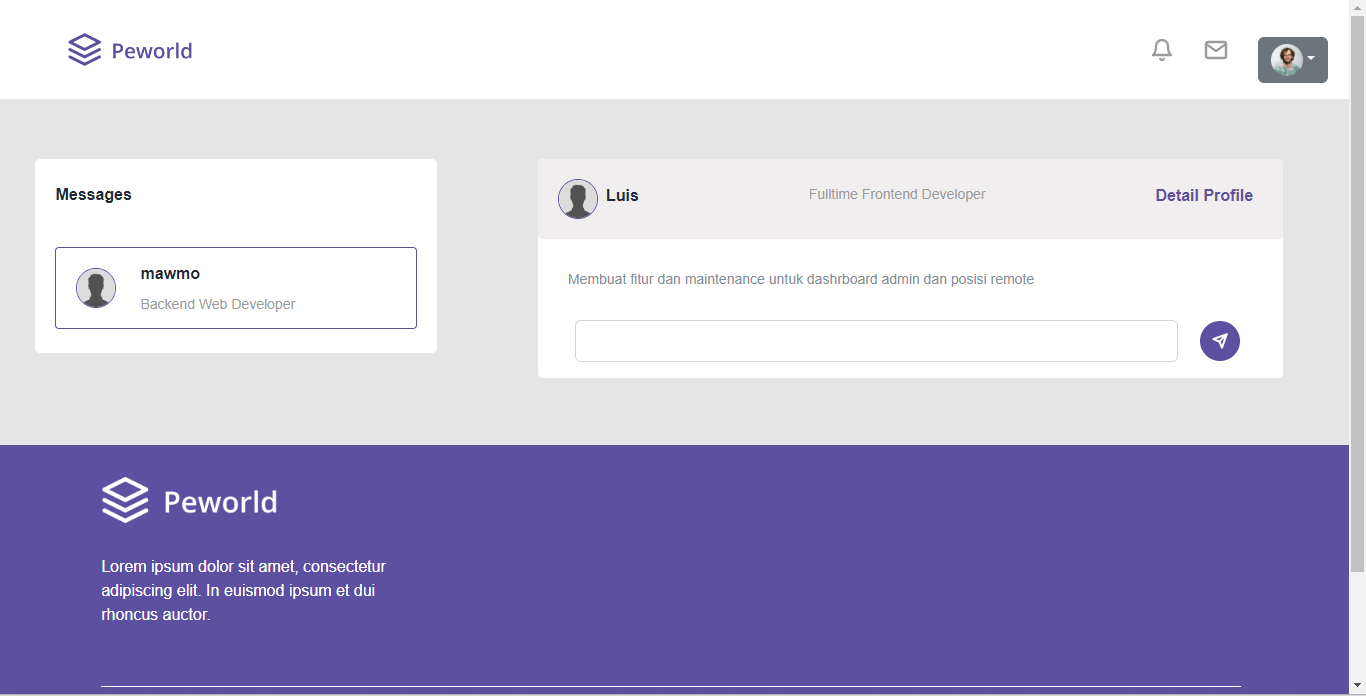 Peworld
Messages
mawmo
Backend Web Developer
Luis
Fulltime Frontend Developer
Detail Profile
Membuat fitur dan maintenance untuk dashrboard admin dan posisi remote
Peworld
Lorem ipsum dolor sit amet, consectetur
adipiscing elit. In euismod ipsum et dui
rhoncus auctor.